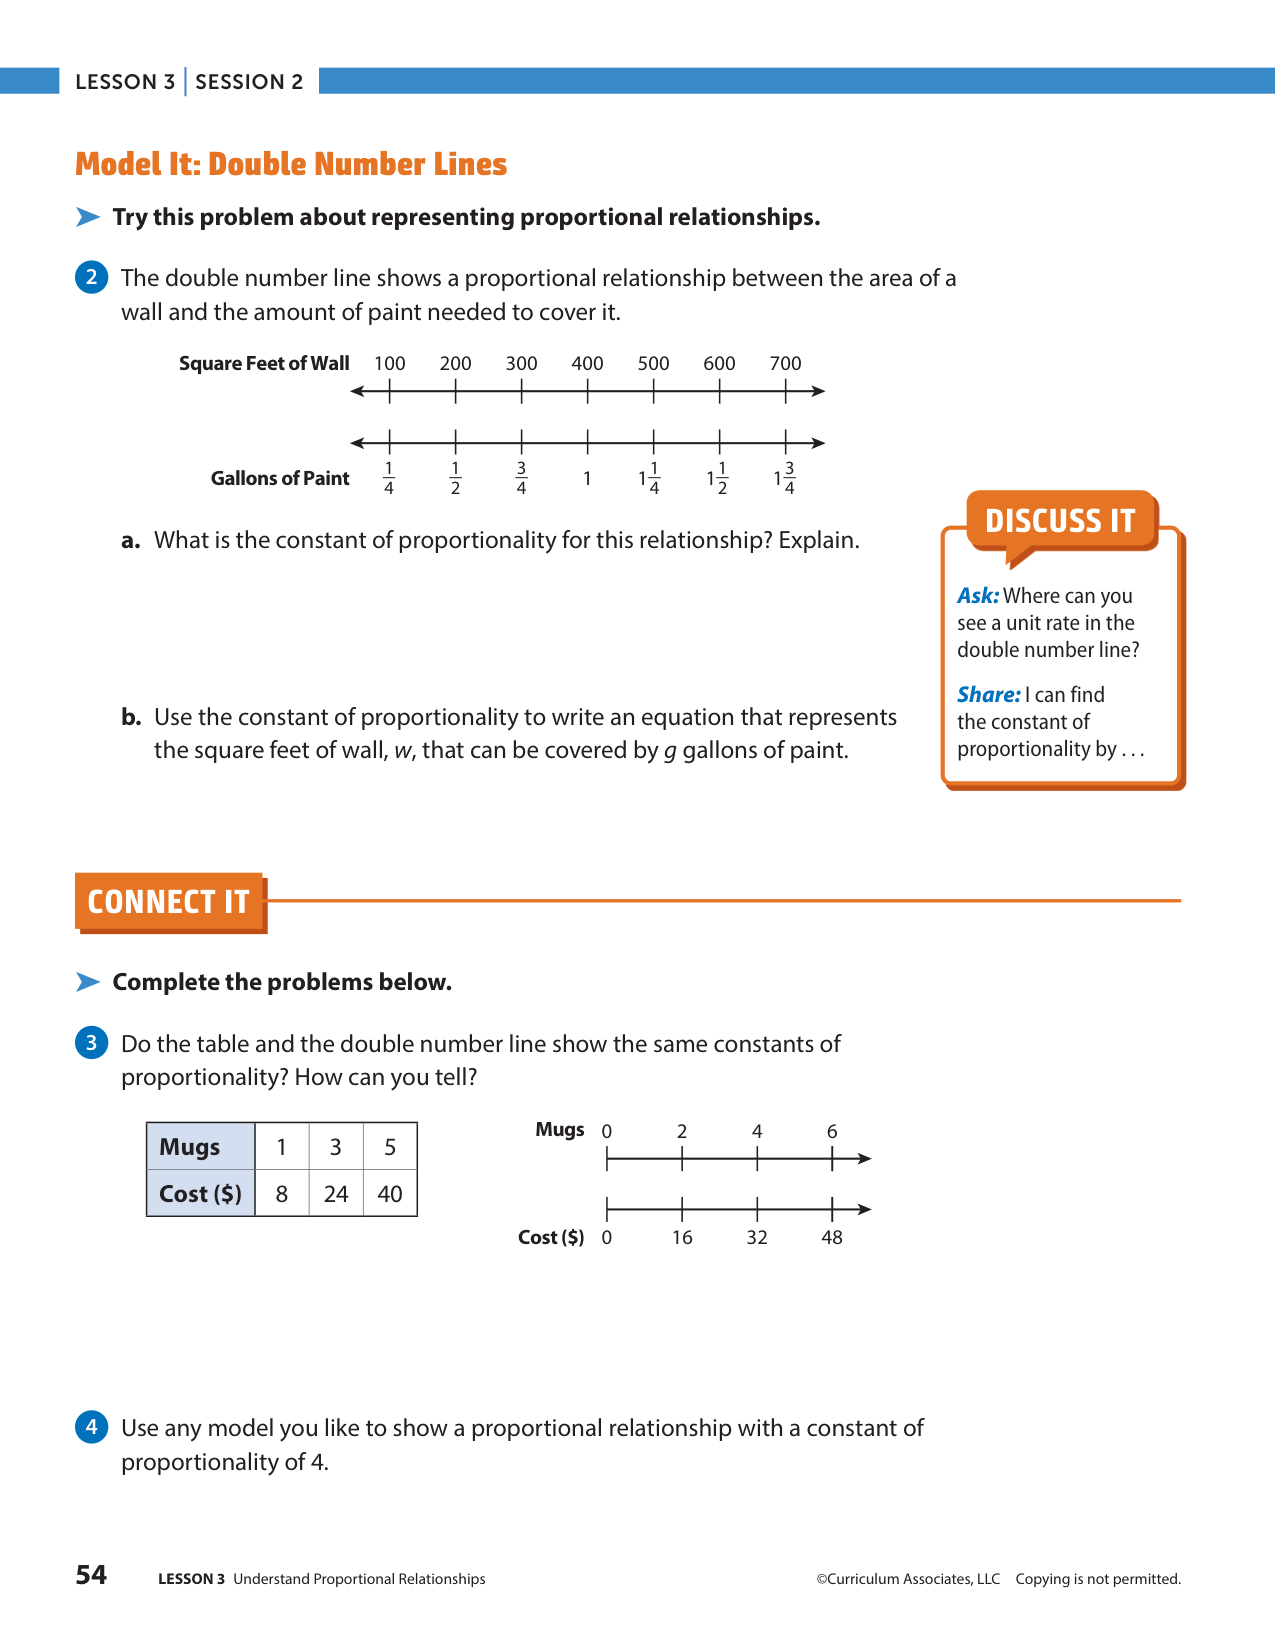 LESSON 3 | SESSION 2
Model It: Double Number Lines
Try this problem about representing proportional relationships.
2 The double number line shows a proportional relationship between the area of a
wall and the amount of paint needed to cover it.
Square Feet of Wall 100 200 300 400 500 600 700
Gallons of Paint 1/4 1/2 3/4 1 1 1/4 1 1/2 1 3/4
a. What is the constant of proportionality for this relationship? Explain.
DISCUSS IT
Ask: Where can you
see a unit rate in the
double number line?
Share: I can find
the constant of
proportionality by . . .
b. Use the constant of proportionality to write an equation that represents
the square feet of wall, w, that can be covered by g gallons of paint.
CONNECT IT
Complete the problems below.
3 Do the table and the double number line show the same constants of
proportionality? How can you tell?
Mugs 1 3 5
Cost ($) 8 24 40
Mugs 0 2 4 6
Cost ($) 0 16 32 48
4 Use any model you like to show a proportional relationship with a constant of
proportionality of 4.
54 LESSON 3 Understand Proportional Relationships ©Curriculum Associates, LLC Copying is not permitted.